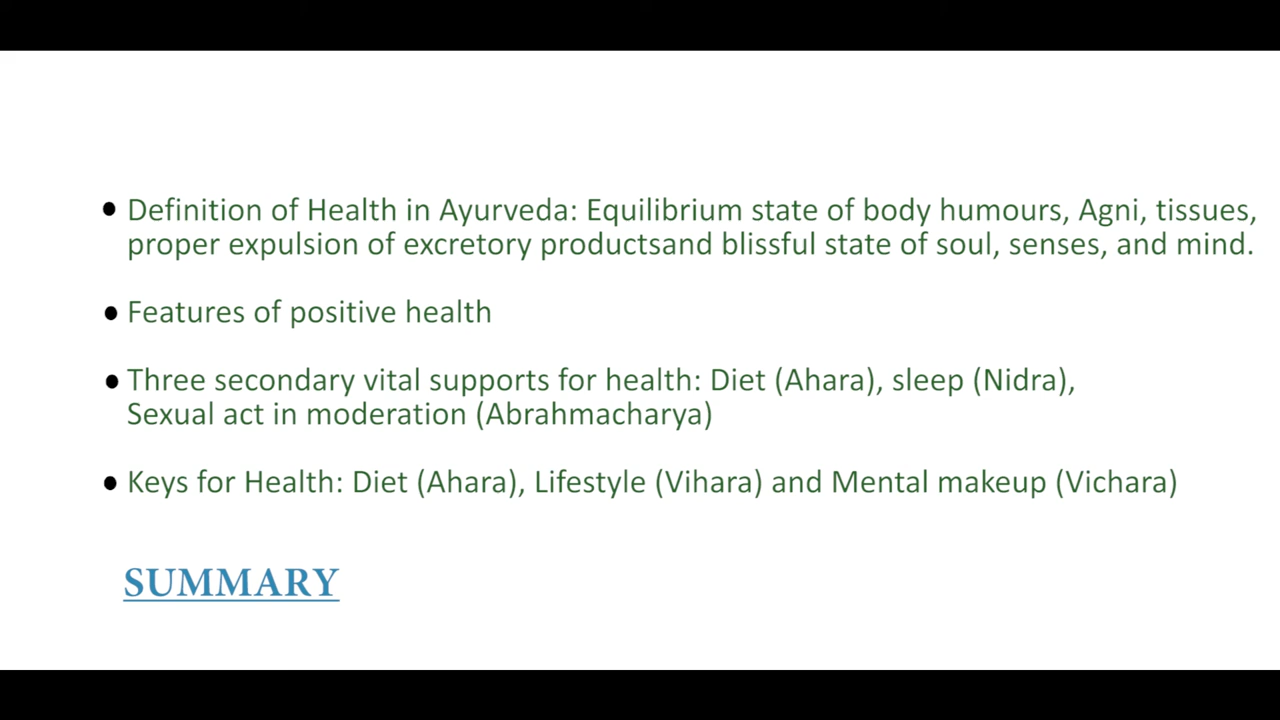 • Definition of Health in Ayurveda: Equilibrium state of body humours, Agni, tissues,
proper expulsion of excretory productsand blissful state of soul, senses, and mind.
• Features of positive health
• Three secondary vital supports for health: Diet (Ahara), sleep (Nidra),
Sexual act in moderation (Abrahmacharya)
• Keys for Health: Diet (Ahara), Lifestyle (Vihara) and Mental makeup (Vichara)
SUMMARY